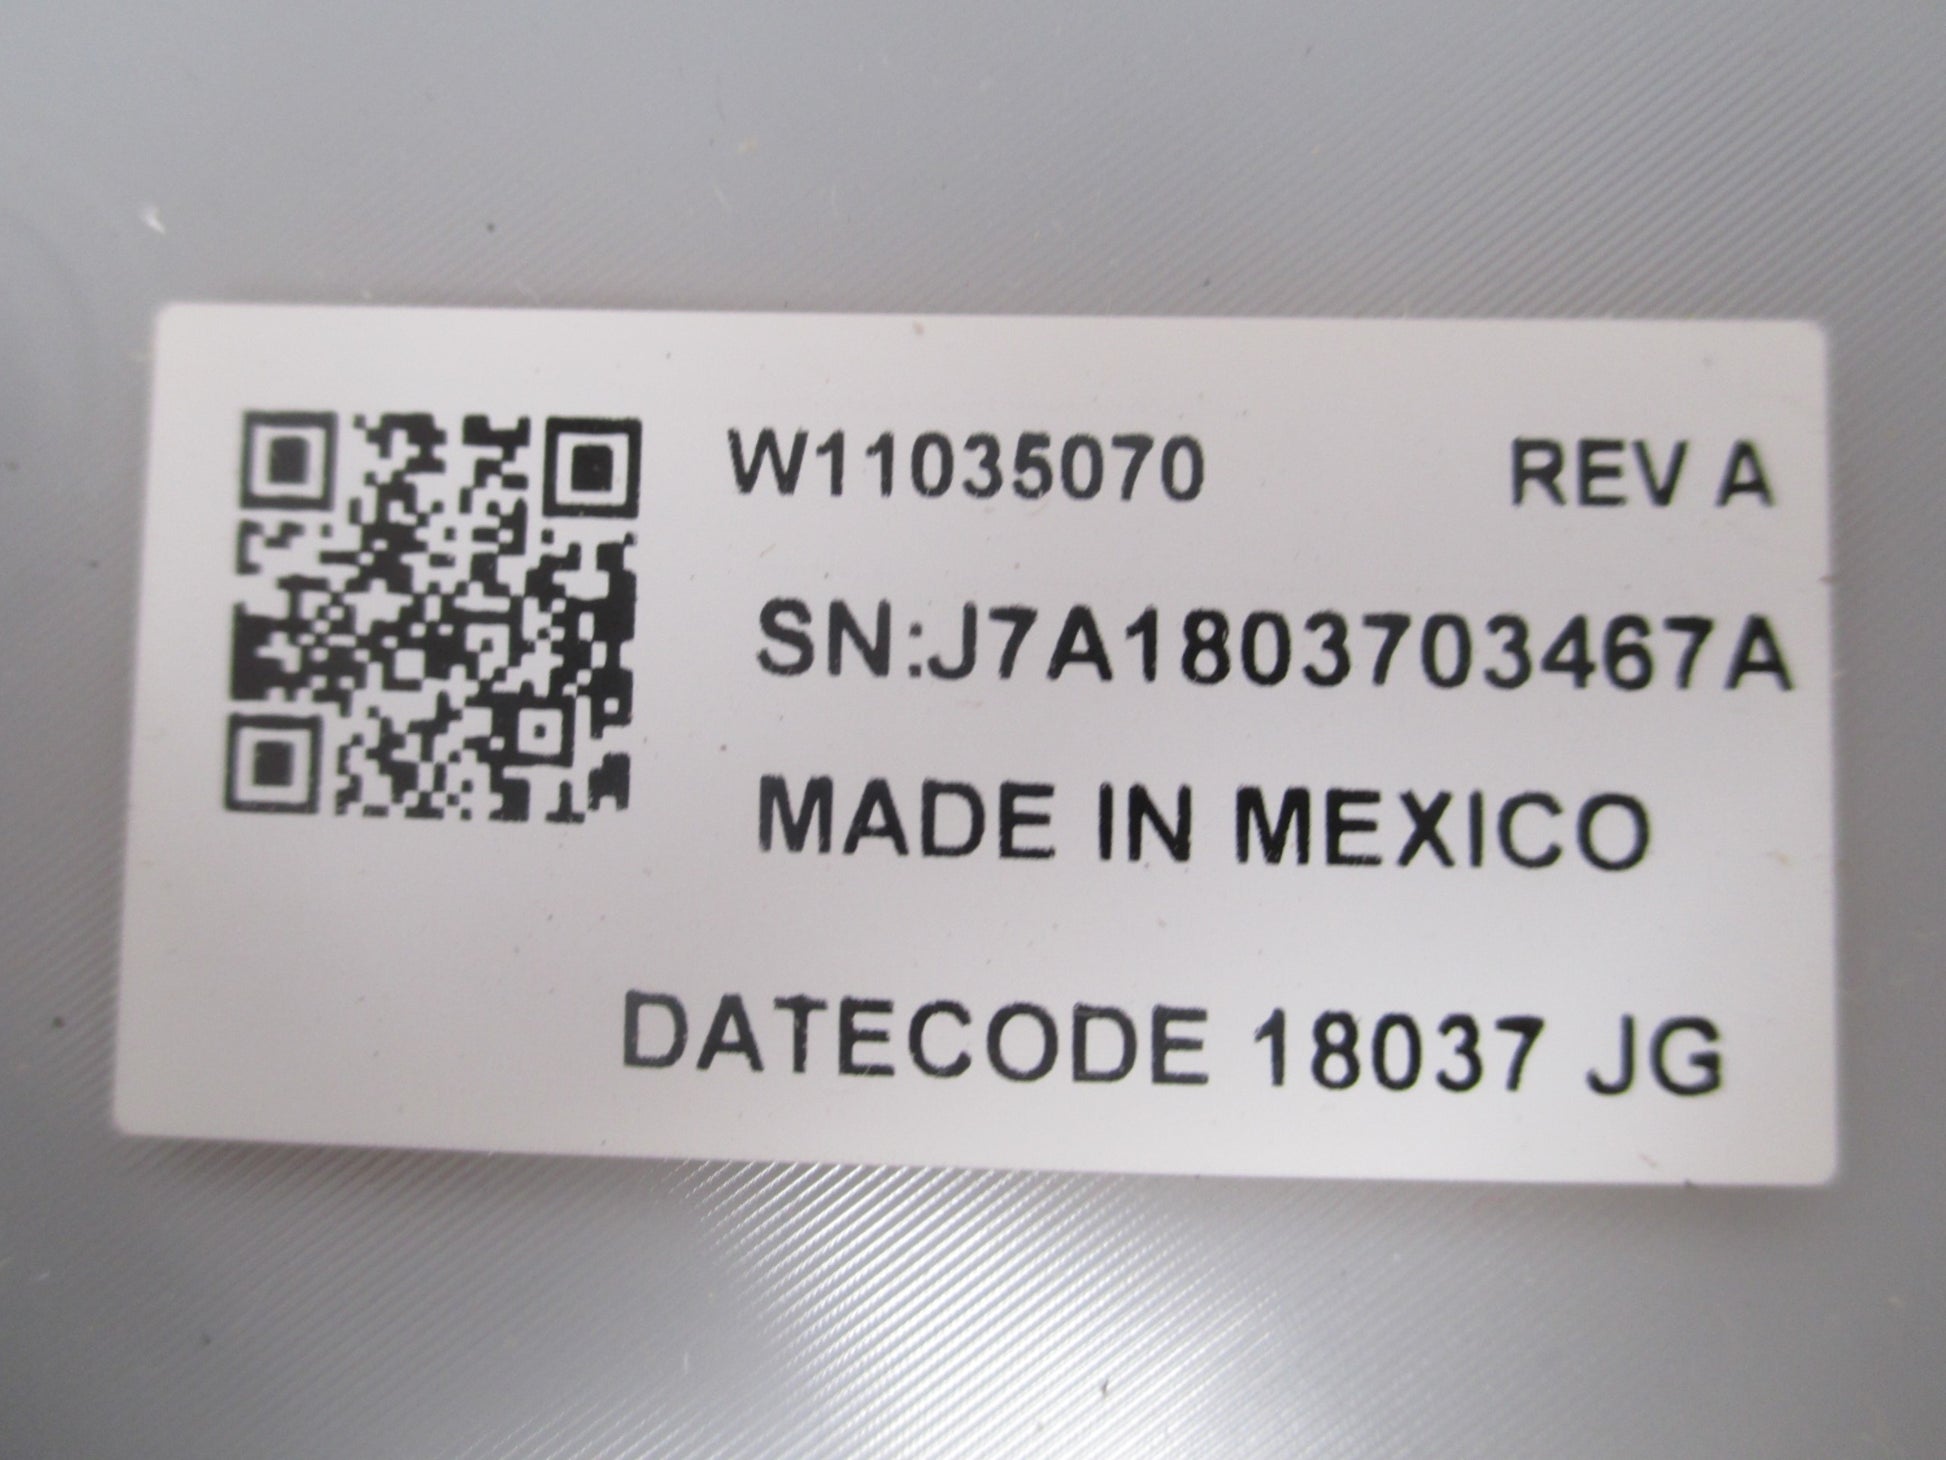 W11035070 REV A
SN:J7A1803703467A
MADE IN MEXICO
DATECODE 18037 JG